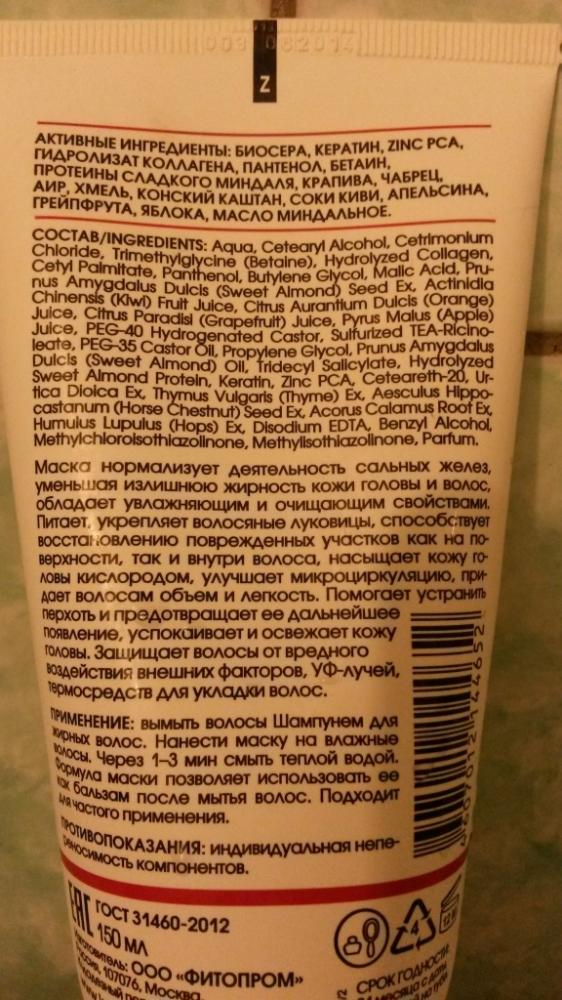 003 062014
Z
АКТИВНЫЕ ИНГРЕДИЕНТЫ: БИОСЕРА, КЕРАТИН, ZINC PCA,
ГИДРОЛИЗАТ КОЛЛАГЕНА, ПАНТЕНОЛ, БЕТАИН,
ПРОТЕИНЫ СЛАДКОГО МИНДАЛЯ, КРАПИВА, ЧАБРЕЦ,
АИР, ХМЕЛЬ, КОНСКИЙ КАШТАН, СОКИ КИВИ, АПЕЛЬСИНА,
ГРЕЙПФРУТА, ЯБЛОКА, МАСЛО МИНДАЛЬНОЕ.
СОСТАВ/INGREDIENTS: Aqua, Cetearyl Alcohol, Cetrimonium
Chloride, Trimethylglycine (Betaine), Hydrolyzed Collagen,
Cetyl Palmitate, Panthenol, Butylene Glycol, Malic Acid, Pru-
nus Amygdalus Dulcis (Sweet Almond) Seed Ex, Actinidia
Chinensis (Kiwi) Fruit Juice, Citrus Aurantium Dulcis (Orange)
Juice, Citrus Paradisi (Grapefruit) Juice, Pyrus Malus (Apple)
Juice, PEG-40 Hydrogenated Castor, Sulfurized TEA-Ricino-
leate, PEG-35 Castor Oil, Propylene Glycol, Prunus Amygdalus
Dulcis (Sweet Almond) Oil, Tridecyl Salicylate, Hydrolyzed
Sweet Almond Protein, Keratin, Zinc PCA, Ceteareth-20, Ur-
tica Dioica Ex, Thymus Vulgaris (Thyme) Ex, Aesculus Hippo-
castanum (Horse Chestnut) Seed Ex, Acorus Calamus Root Ex,
Humulus Lupulus (Hops) Ex, Disodium EDTA, Benzyl Alcohol,
Methylchloroisothiazolinone, Methylisothiazolinone, Parfum.
Маска нормализует деятельность сальных желез,
уменьшая излишнюю жирность кожи головы и волос,
обладает увлажняющим и очищающим свойствами.
Питает, укрепляет волосяные луковицы, способствует
восстановлению поврежденных участков как на по-
верхности, так и внутри волоса, насыщает кожу го-
ловы кислородом, улучшает микроциркуляцию, при-
дает волосам объем и легкость. Помогает устранить
перхоть и предотвращает ее дальнейшее
появление, успокаивает и освежает кожу
головы. Защищает волосы от вредного
воздействия внешних факторов, УФ-лучей,
термосредств для укладки волос.
ПРИМЕНЕНИЕ: вымыть волосы Шампунем для
жирных волос. Нанести маску на влажные
волосы. Через 1–3 мин смыть теплой водой.
Формула маски позволяет использовать ее
как бальзам после мытья волос. Подходит
для частого применения.
ПРОТИВОПОКАЗАНИЯ: индивидуальная непе-
реносимость компонентов.
EAC ГОСТ 31460-2012
150 МЛ
Изготовитель: ООО «ФИТОПРОМ»
Россия, 107076, Москва,
4
СРОК ГОДНОСТИ